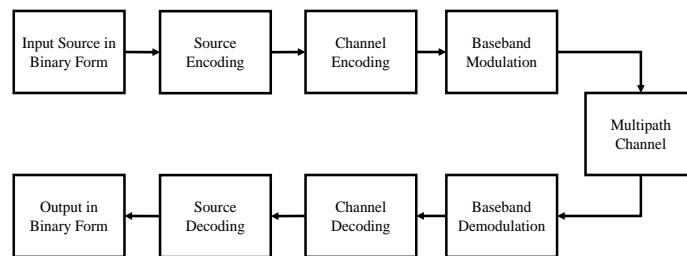 Input Source in
Binary Form
Source
Encoding
Channel
Encoding
Baseband
Modulation
Multipath
Channel
Output in
Binary Form
Source
Decoding
Channel
Decoding
Baseband
Demodulation